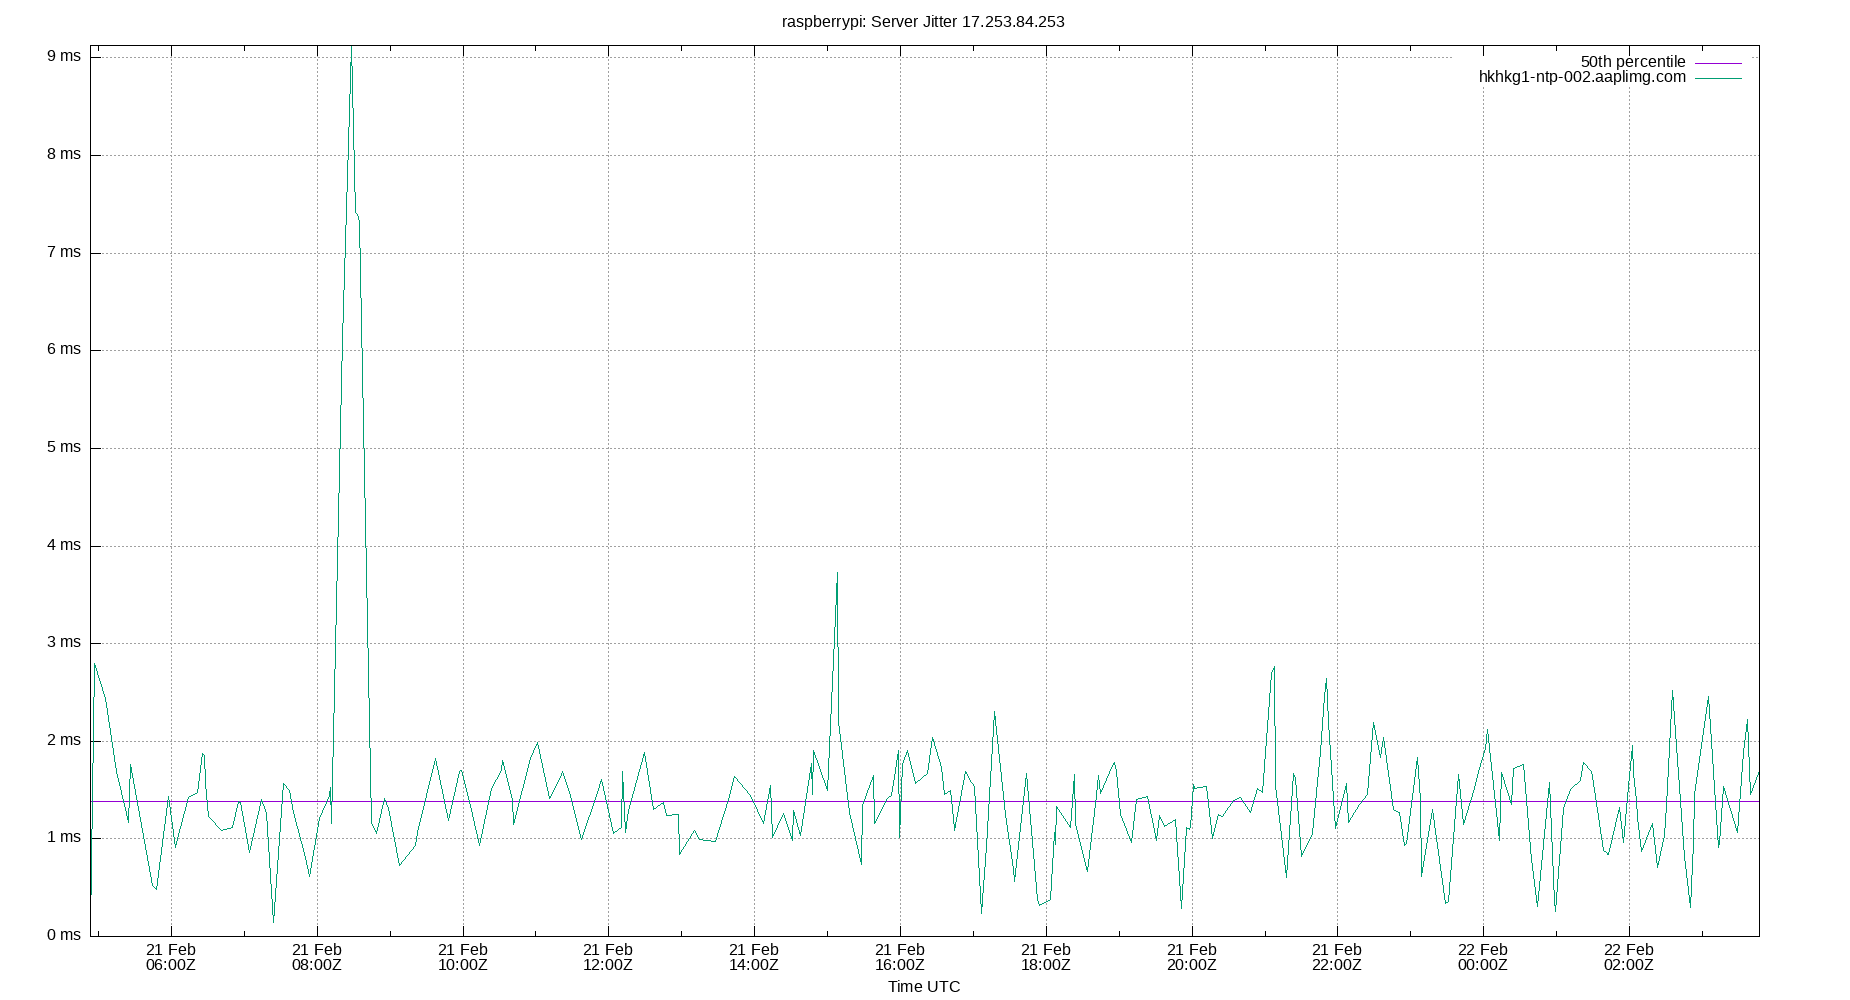 raspberrypi: Server Jitter 17.253.84.253
9 ms
8 ms
7 ms
6 ms
5 ms
4 ms
3 ms
2 ms
1 ms
0 ms
50th percentile
hkhkg1-ntp-002.aaplimg.com
21 Feb
06:00Z
21 Feb
08:00Z
21 Feb
10:00Z
21 Feb
12:00Z
21 Feb
14:00Z
21 Feb
16:00Z
21 Feb
18:00Z
21 Feb
20:00Z
21 Feb
22:00Z
22 Feb
00:00Z
22 Feb
02:00Z
Time UTC